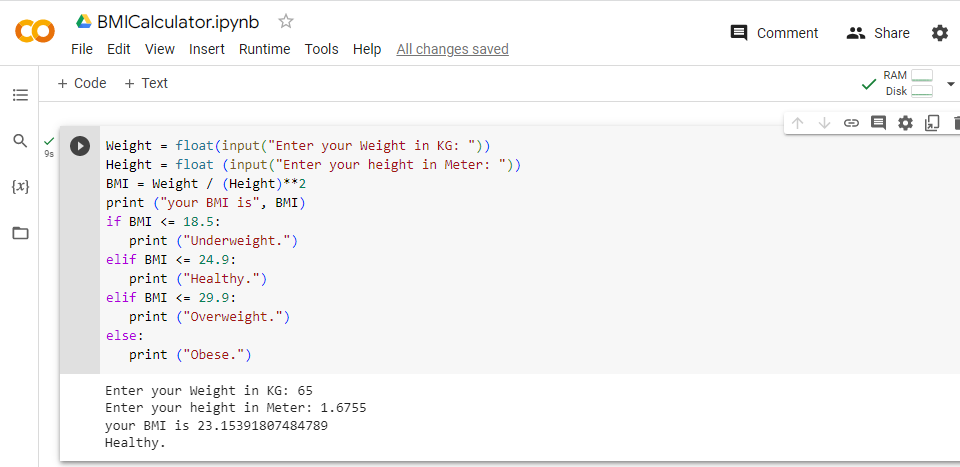 BMICalculator.ipynb
File Edit View Insert Runtime Tools Help All changes saved
Comment Share
+ Code + Text
RAM
Disk
{x}
9s
Weight = float(input("Enter your Weight in KG: "))
Height = float (input("Enter your height in Meter: "))
BMI = Weight / (Height)**2
print ("your BMI is", BMI)
if BMI <= 18.5:
   print ("Underweight.")
elif BMI <= 24.9:
   print ("Healthy.")
elif BMI <= 29.9:
   print ("Overweight.")
else:
   print ("Obese.")
Enter your Weight in KG: 65
Enter your height in Meter: 1.6755
your BMI is 23.15391807484789
Healthy.